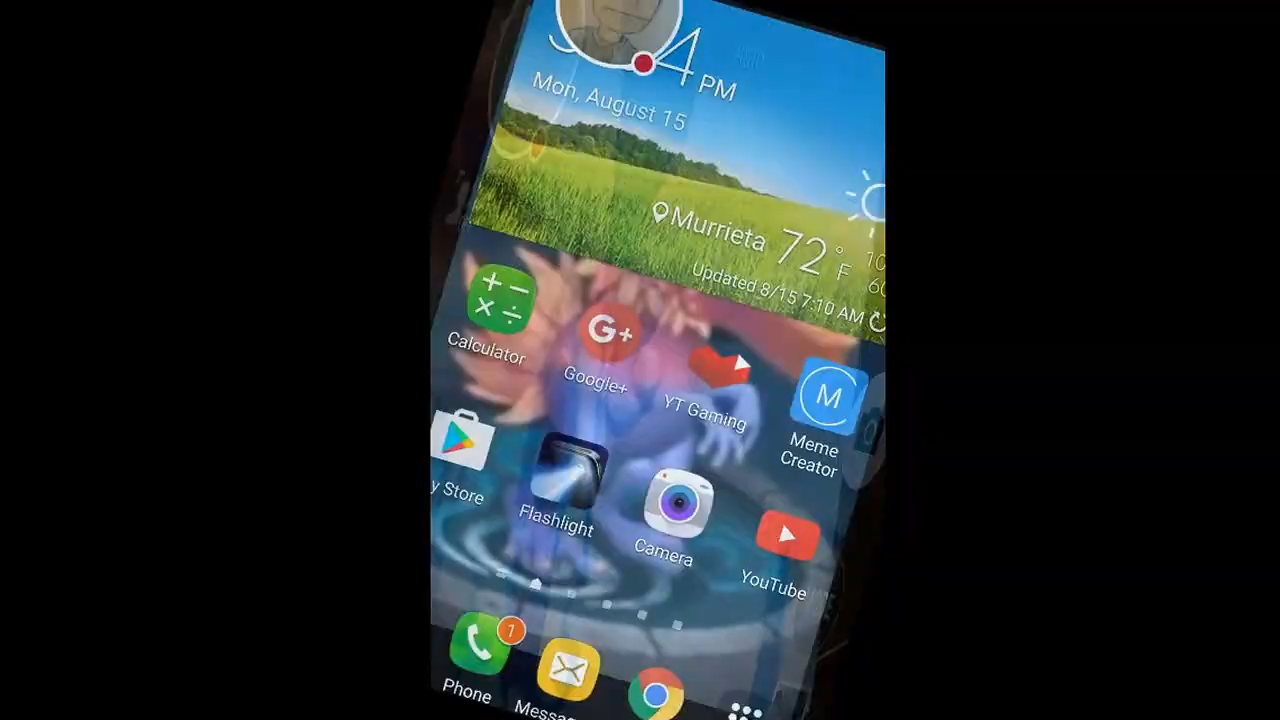 4 PM
Mon, August 15
Murrieta 72° F
Updated 8/15 7:10 AM
Calculator
Google+
YT Gaming
Meme
Creator
G+
M
y Store
Flashlight
Camera
YouTube
1
Phone
Messa